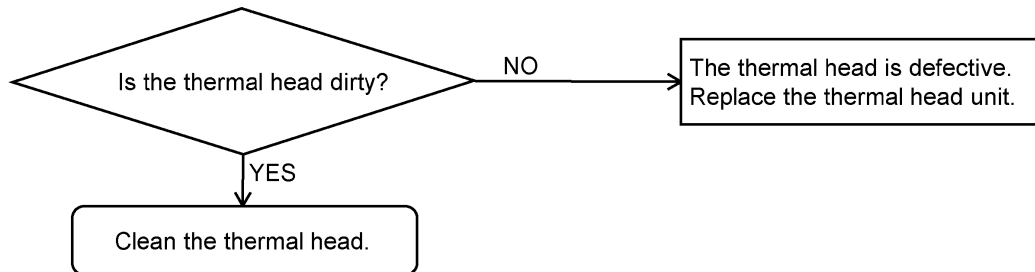 Is the thermal head dirty?
NO
The thermal head is defective.
Replace the thermal head unit.
YES
Clean the thermal head.